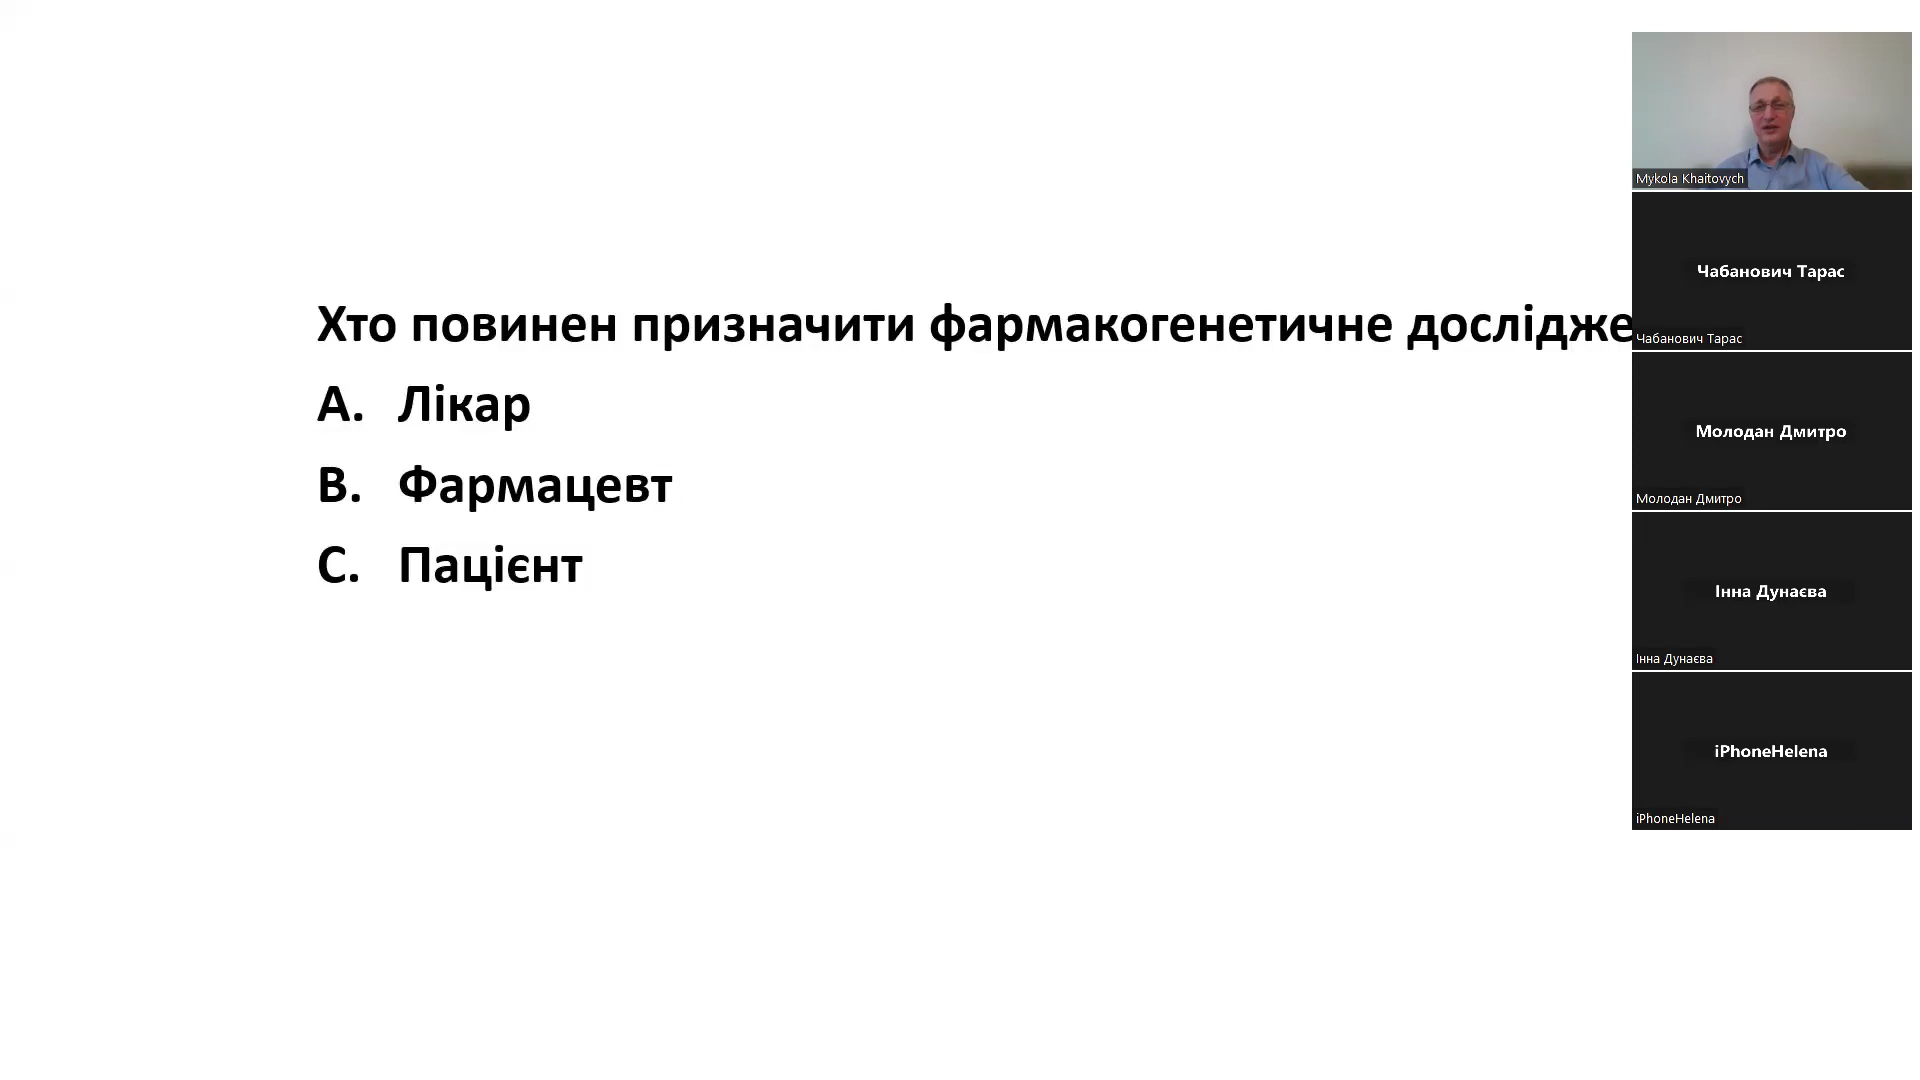 Хто повинен призначити фармакогенетичне дослідже
A. Лікар
B. Фармацевт
C. Пацієнт
Mykola Khaitovych
Чабанович Тарас
Чабанович Тарас
Молодан Дмитро
Молодан Дмитро
Інна Дунаєва
Інна Дунаєва
iPhoneHelena
iPhoneHelena